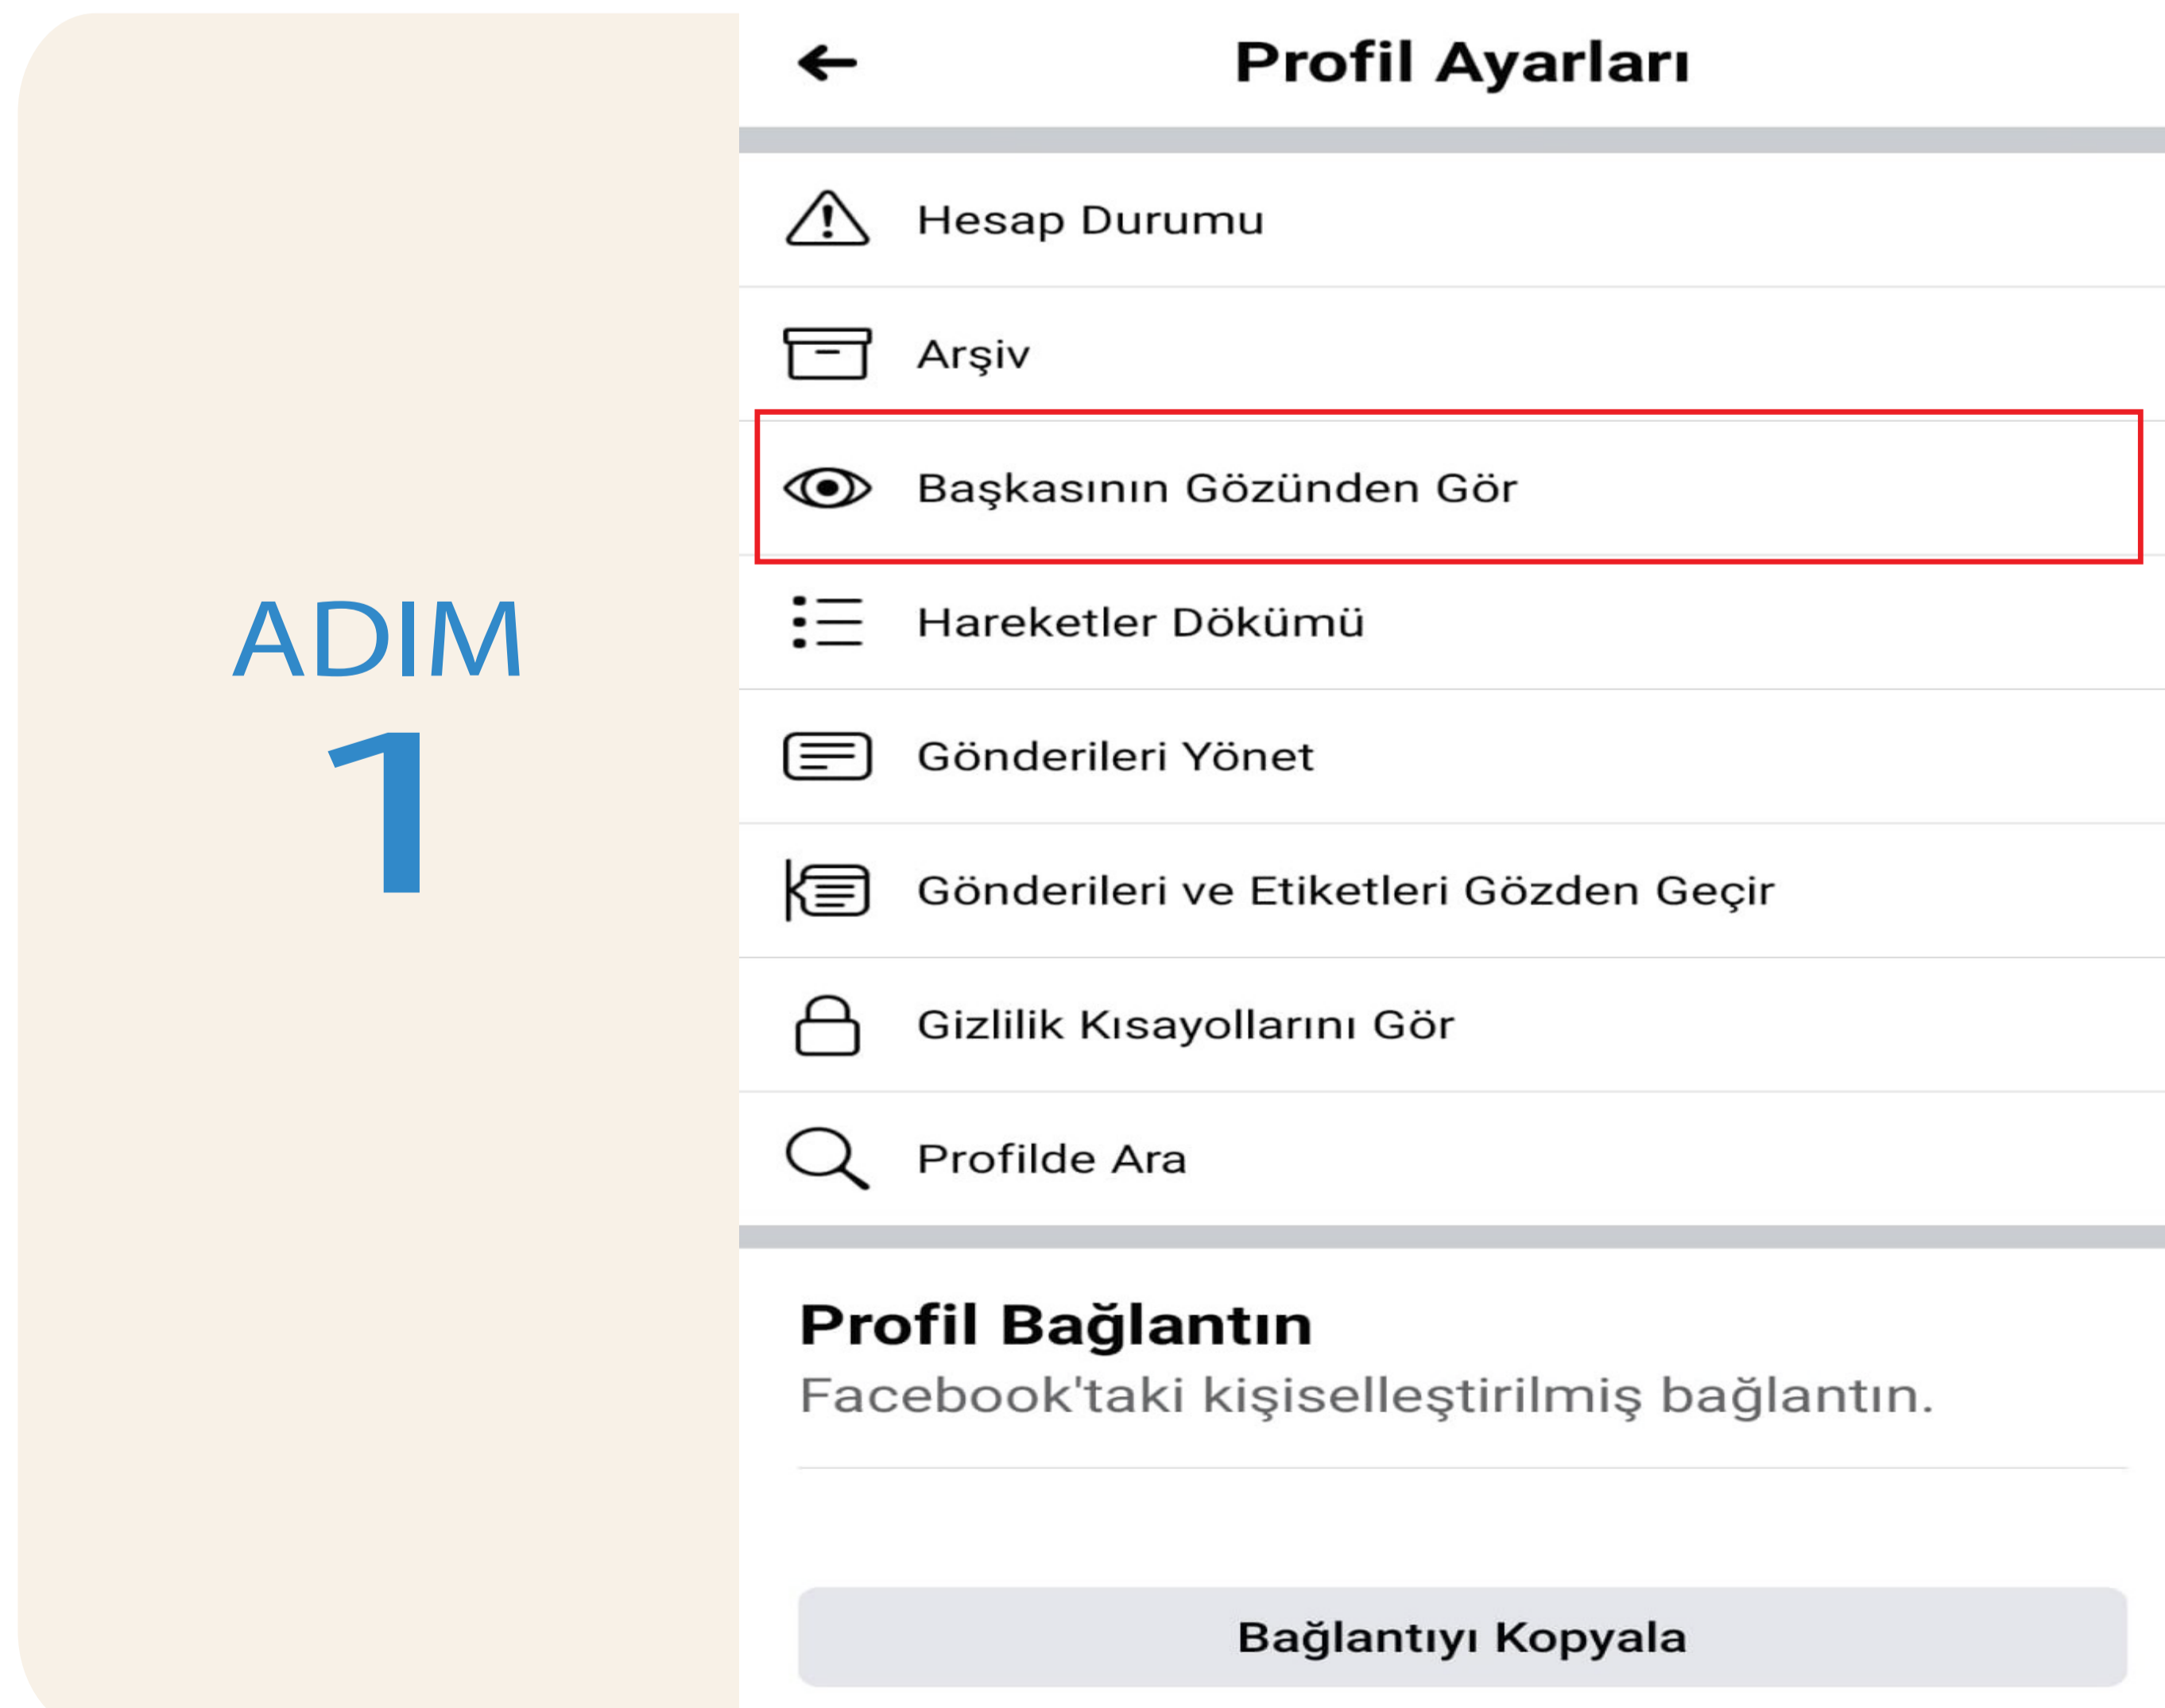 ADIM
1
Profil Ayarları
Hesap Durumu
Arşiv
Başkasının Gözünden Gör
Hareketler Dökümü
Gönderileri Yönet
Gönderileri ve Etiketleri Gözden Geçir
Gizlilik Kısayollarını Gör
Profilde Ara
Profil Bağlantın
Facebook'taki kişiselleştirilmiş bağlantın.
Bağlantıyı Kopyala